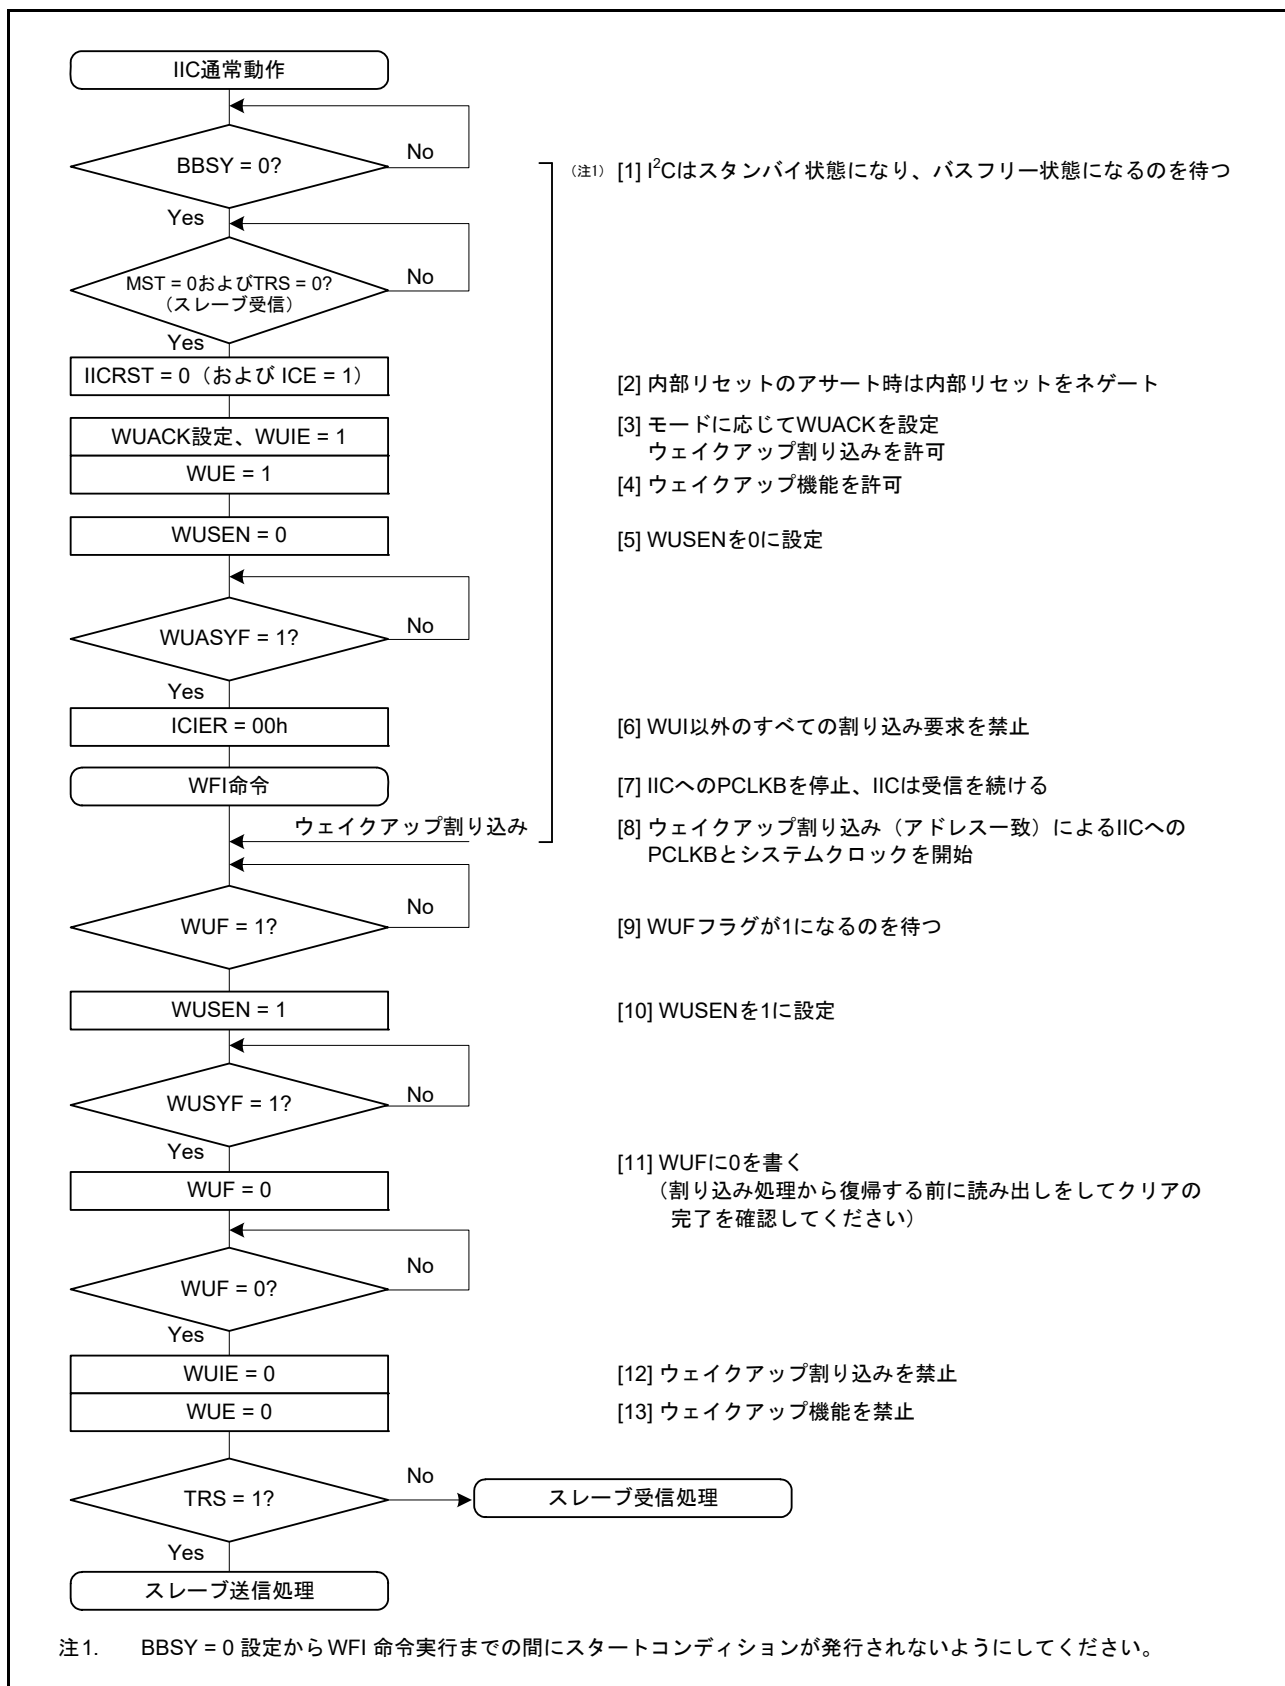 IIC通常動作
BBSY = 0?
No
(注1) [1] I²Cはスタンバイ状態になり、バスフリー状態になるのを待つ
Yes
MST = 0およびTRS = 0?
（スレーブ受信）
No
Yes
IICRST = 0（および ICE = 1）
[2] 内部リセットのアサート時は内部リセットをネゲート
WUACK設定、WUIE = 1
[3] モードに応じてWUACKを設定
ウェイクアップ割り込みを許可
WUE = 1
[4] ウェイクアップ機能を許可
WUSEN = 0
[5] WUSENを0に設定
WUASYF = 1?
No
Yes
ICIER = 00h
[6] WUI以外のすべての割り込み要求を禁止
WFI命令
[7] IICへのPCLKBを停止、IICは受信を続ける
ウェイクアップ割り込み
[8] ウェイクアップ割り込み（アドレス一致）によるIICへの
PCLKBとシステムクロックを開始
WUF = 1?
No
[9] WUFフラグが1になるのを待つ
WUSEN = 1
[10] WUSENを1に設定
WUSYF = 1?
No
Yes
WUF = 0
[11] WUFに0を書く
（割り込み処理から復帰する前に読み出しをしてクリアの
完了を確認してください）
WUF = 0?
No
Yes
WUIE = 0
[12] ウェイクアップ割り込みを禁止
WUE = 0
[13] ウェイクアップ機能を禁止
TRS = 1?
No
スレーブ受信処理
Yes
スレーブ送信処理
注1. BBSY = 0 設定から WFI 命令実行までの間にスタートコンディションが発行されないようにしてください。